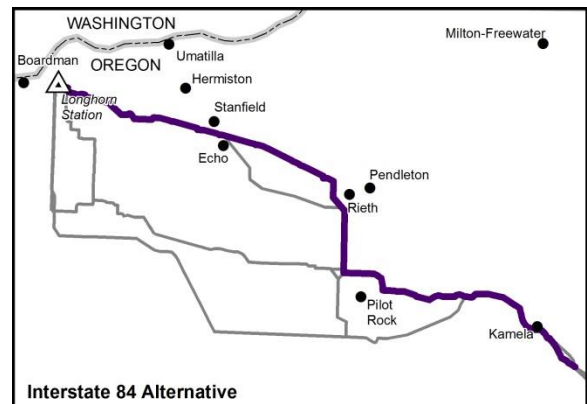 WASHINGTON
Milton-Freewater
Umatilla
Boardman
OREGON
Hermiston
Longhorn
Station
Stanfield
Echo
Pendleton
Rieth
Pilot
Rock
Kamela
Interstate 84 Alternative